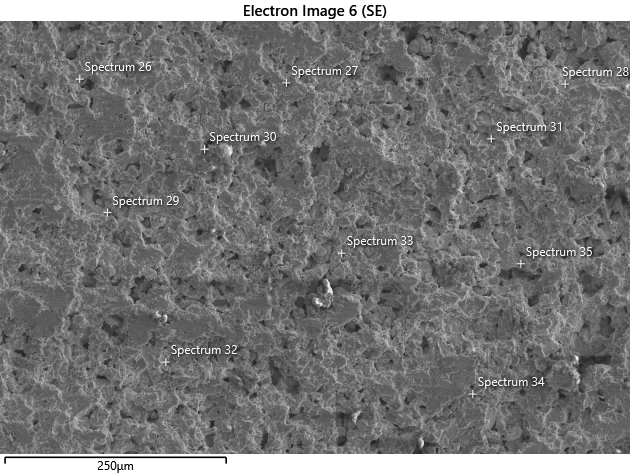 Electron Image 6 (SE)
Spectrum 26
Spectrum 27
Spectrum 28
Spectrum 31
Spectrum 30
Spectrum 29
Spectrum 33
Spectrum 35
Spectrum 32
Spectrum 34
250µm